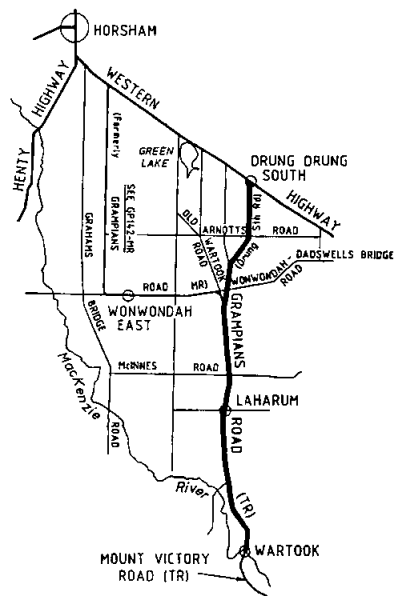 HORSHAM
HENTY HIGHWAY
WESTERN
HIGHWAY
(Formerly
SEE GP142-MR
GRAMPIANS
GREEN
LAKE
DRUNG DRUNG
SOUTH
GRAHAMS
BRIDGE
ROAD
OLD
WARTOOK
ROAD
ARNOTTS ROAD
(Drung
Sth Rd)
DADSWELLS BRIDGE
WONWONDAH-
ROAD
ROAD MR)
WONWONDAH
EAST
GRAMPIANS
ROAD
(TR)
McINNES ROAD
MacKenzie
River
LAHARUM
WARTOOK
MOUNT VICTORY
ROAD (TR)